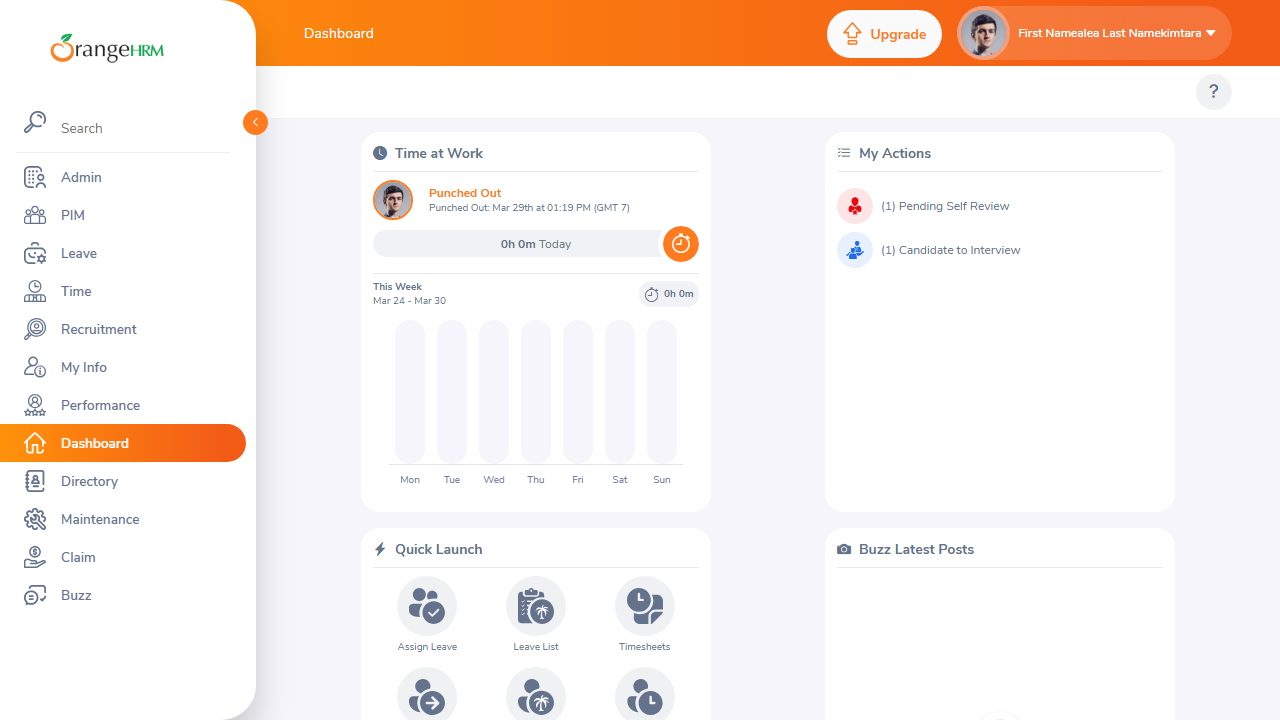 OrangeHRM
Dashboard
Upgrade
First Namealea Last Namekimtara
?
Search
Admin
PIM
Leave
Time
Recruitment
My Info
Performance
Dashboard
Directory
Maintenance
Claim
Buzz
Time at Work
Punched Out
Punched Out: Mar 29th at 01:19 PM (GMT 7)
0h 0m Today
This Week
Mar 24 - Mar 30
0h 0m
Mon Tue Wed Thu Fri Sat Sun
My Actions
(1) Pending Self Review
(1) Candidate to Interview
Quick Launch
Assign Leave Leave List Timesheets
Buzz Latest Posts